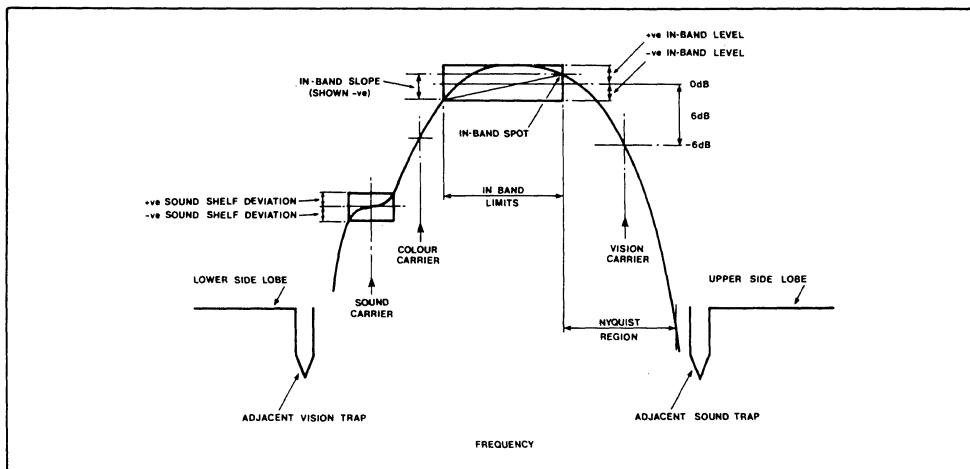 +ve IN-BAND LEVEL
−ve IN-BAND LEVEL
IN-BAND SLOPE
(SHOWN -ve)
0dB
6dB
IN-BAND SPOT
−6dB
IN BAND
LIMITS
+ve SOUND SHELF DEVIATION
−ve SOUND SHELF DEVIATION
COLOUR
CARRIER
VISION
CARRIER
LOWER SIDE LOBE
UPPER SIDE LOBE
SOUND
CARRIER
NYQUIST
REGION
ADJACENT VISION TRAP
ADJACENT SOUND TRAP
FREQUENCY